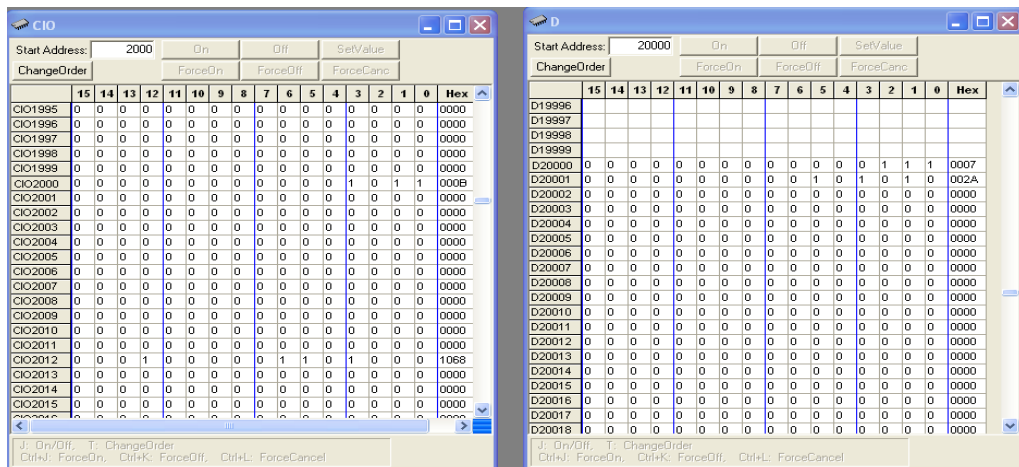 CIO
Start Address: 2000 On Off SetValue
ChangeOrder ForceOn ForceOff ForceCanc
15 14 13 12 11 10 9 8 7 6 5 4 3 2 1 0 Hex
CIO1995 0 0 0 0 0 0 0 0 0 0 0 0 0 0 0 0 0000
CIO1996 0 0 0 0 0 0 0 0 0 0 0 0 0 0 0 0 0000
CIO1997 0 0 0 0 0 0 0 0 0 0 0 0 0 0 0 0 0000
CIO1998 0 0 0 0 0 0 0 0 0 0 0 0 0 0 0 0 0000
CIO1999 0 0 0 0 0 0 0 0 0 0 0 0 0 0 0 0 0000
CIO2000 0 0 0 0 0 0 0 0 0 0 0 0 1 0 1 1 000B
CIO2001 0 0 0 0 0 0 0 0 0 0 0 0 0 0 0 0 0000
CIO2002 0 0 0 0 0 0 0 0 0 0 0 0 0 0 0 0 0000
CIO2003 0 0 0 0 0 0 0 0 0 0 0 0 0 0 0 0 0000
CIO2004 0 0 0 0 0 0 0 0 0 0 0 0 0 0 0 0 0000
CIO2005 0 0 0 0 0 0 0 0 0 0 0 0 0 0 0 0 0000
CIO2006 0 0 0 0 0 0 0 0 0 0 0 0 0 0 0 0 0000
CIO2007 0 0 0 0 0 0 0 0 0 0 0 0 0 0 0 0 0000
CIO2008 0 0 0 0 0 0 0 0 0 0 0 0 0 0 0 0 0000
CIO2009 0 0 0 0 0 0 0 0 0 0 0 0 0 0 0 0 0000
CIO2010 0 0 0 0 0 0 0 0 0 0 0 0 0 0 0 0 0000
CIO2011 0 0 0 0 0 0 0 0 0 0 0 0 0 0 0 0 0000
CIO2012 0 0 0 1 0 0 0 0 0 1 1 0 1 0 0 0 1068
CIO2013 0 0 0 0 0 0 0 0 0 0 0 0 0 0 0 0 0000
CIO2014 0 0 0 0 0 0 0 0 0 0 0 0 0 0 0 0 0000
CIO2015 0 0 0 0 0 0 0 0 0 0 0 0 0 0 0 0 0000
J: On/Off, T: ChangeOrder
Ctrl+J: ForceOn, Ctrl+K: ForceOff, Ctrl+L: ForceCancel
D
Start Address: 20000 On Off SetValue
ChangeOrder ForceOn ForceOff ForceCanc
15 14 13 12 11 10 9 8 7 6 5 4 3 2 1 0 Hex
D19996
D19997
D19998
D19999
D20000 0 0 0 0 0 0 0 0 0 0 0 0 0 1 1 1 0007
D20001 0 0 0 0 0 0 0 0 0 0 1 0 1 0 1 0 002A
D20002 0 0 0 0 0 0 0 0 0 0 0 0 0 0 0 0 0000
D20003 0 0 0 0 0 0 0 0 0 0 0 0 0 0 0 0 0000
D20004 0 0 0 0 0 0 0 0 0 0 0 0 0 0 0 0 0000
D20005 0 0 0 0 0 0 0 0 0 0 0 0 0 0 0 0 0000
D20006 0 0 0 0 0 0 0 0 0 0 0 0 0 0 0 0 0000
D20007 0 0 0 0 0 0 0 0 0 0 0 0 0 0 0 0 0000
D20008 0 0 0 0 0 0 0 0 0 0 0 0 0 0 0 0 0000
D20009 0 0 0 0 0 0 0 0 0 0 0 0 0 0 0 0 0000
D20010 0 0 0 0 0 0 0 0 0 0 0 0 0 0 0 0 0000
D20011 0 0 0 0 0 0 0 0 0 0 0 0 0 0 0 0 0000
D20012 0 0 0 0 0 0 0 0 0 0 0 0 0 0 0 0 0000
D20013 0 0 0 0 0 0 0 0 0 0 0 0 0 0 0 0 0000
D20014 0 0 0 0 0 0 0 0 0 0 0 0 0 0 0 0 0000
D20015 0 0 0 0 0 0 0 0 0 0 0 0 0 0 0 0 0000
D20016 0 0 0 0 0 0 0 0 0 0 0 0 0 0 0 0 0000
D20017 0 0 0 0 0 0 0 0 0 0 0 0 0 0 0 0 0000
D20018 0 0 0 0 0 0 0 0 0 0 0 0 0 0 0 0 0000
J: On/Off, T: ChangeOrder
Ctrl+J: ForceOn, Ctrl+K: ForceOff, Ctrl+L: ForceCancel